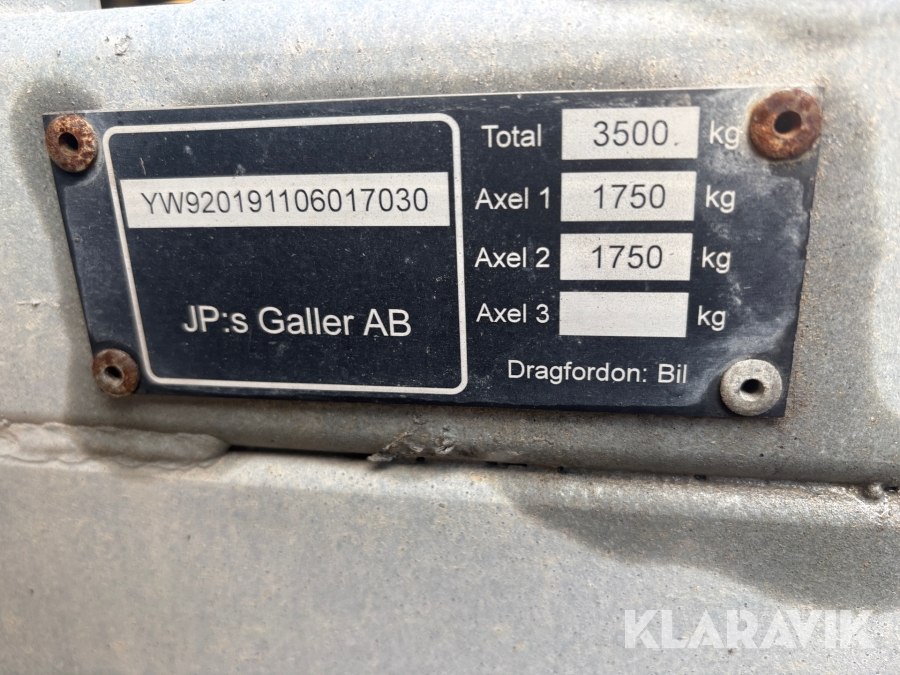 YW920191106017030
JP:s Galler AB
Total 3500 kg
Axel 1 1750 kg
Axel 2 1750 kg
Axel 3 kg
Dragfordon: Bil
KLARAVIK